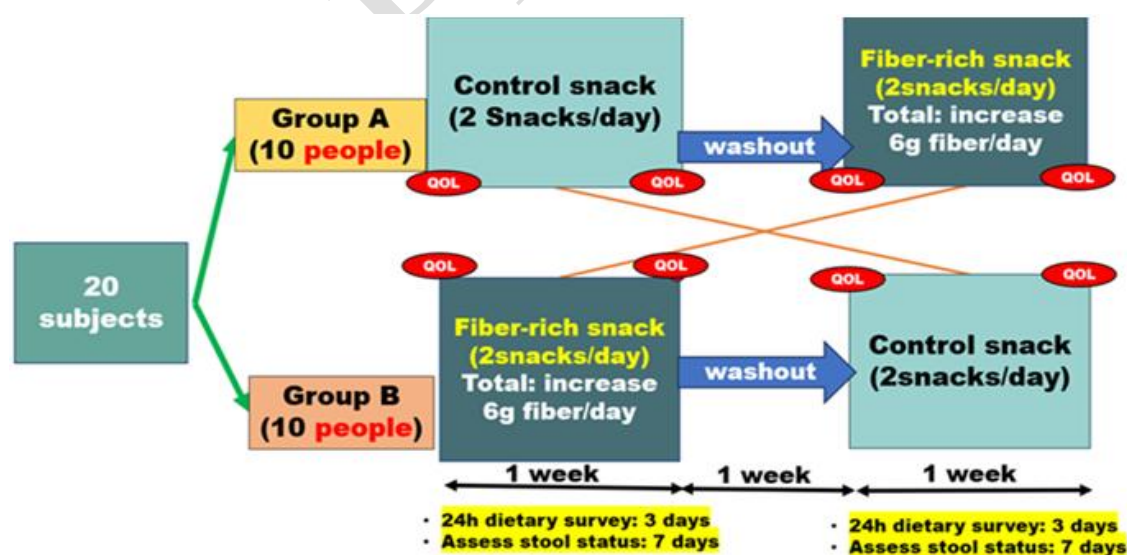 Control snack
(2 Snacks/day)
Fiber-rich snack
(2snacks/day)
Total: increase
6g fiber/day
Group A
(10 people)
washout
QOL
QOL
QOL
QOL
20
subjects
QOL
QOL
QOL
QOL
Fiber-rich snack
(2snacks/day)
Total: increase
6g fiber/day
Group B
(10 people)
washout
Control snack
(2snacks/day)
1 week
1 week
1 week
· 24h dietary survey: 3 days
· Assess stool status: 7 days
· 24h dietary survey: 3 days
· Assess stool status: 7 days